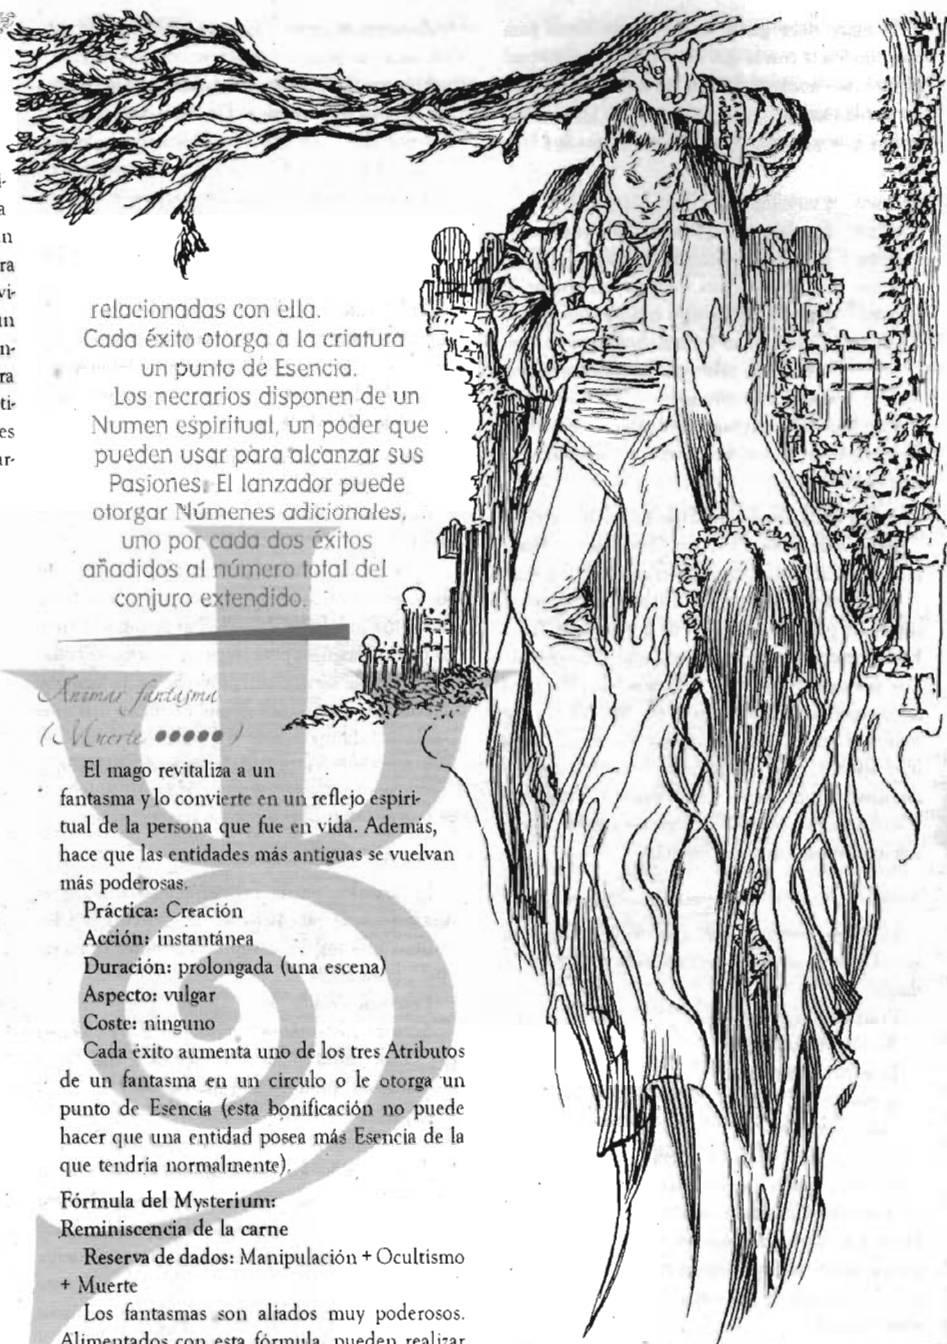 relacionadas con ella.
Cada éxito otorga a la criatura
un punto de Esencia.
Los necrarios disponen de un
Numen espiritual, un poder que
pueden usar para alcanzar sus
Pasiones. El lanzador puede
otorgar Númenes adicionales,
uno por cada dos éxitos
añadidos al número total del
conjuro extendido.
Animar fantasma
(Muerte •••••)
El mago revitaliza a un
fantasma y lo convierte en un reflejo espiri-
tual de la persona que fue en vida. Además,
hace que las entidades más antiguas se vuelvan
más poderosas.
Práctica: Creación
Acción: instantánea
Duración: prolongada (una escena)
Aspecto: vulgar
Coste: ninguno
Cada éxito aumenta uno de los tres Atributos
de un fantasma en un círculo o le otorga un
punto de Esencia (esta bonificación no puede
hacer que una entidad posea más Esencia de la
que tendría normalmente).
Fórmula del Mysterium:
Reminiscencia de la carne
Reserva de dados: Manipulación + Ocultismo
+ Muerte
Los fantasmas son aliados muy poderosos.
Alimentados con esta fórmula, pueden realizar